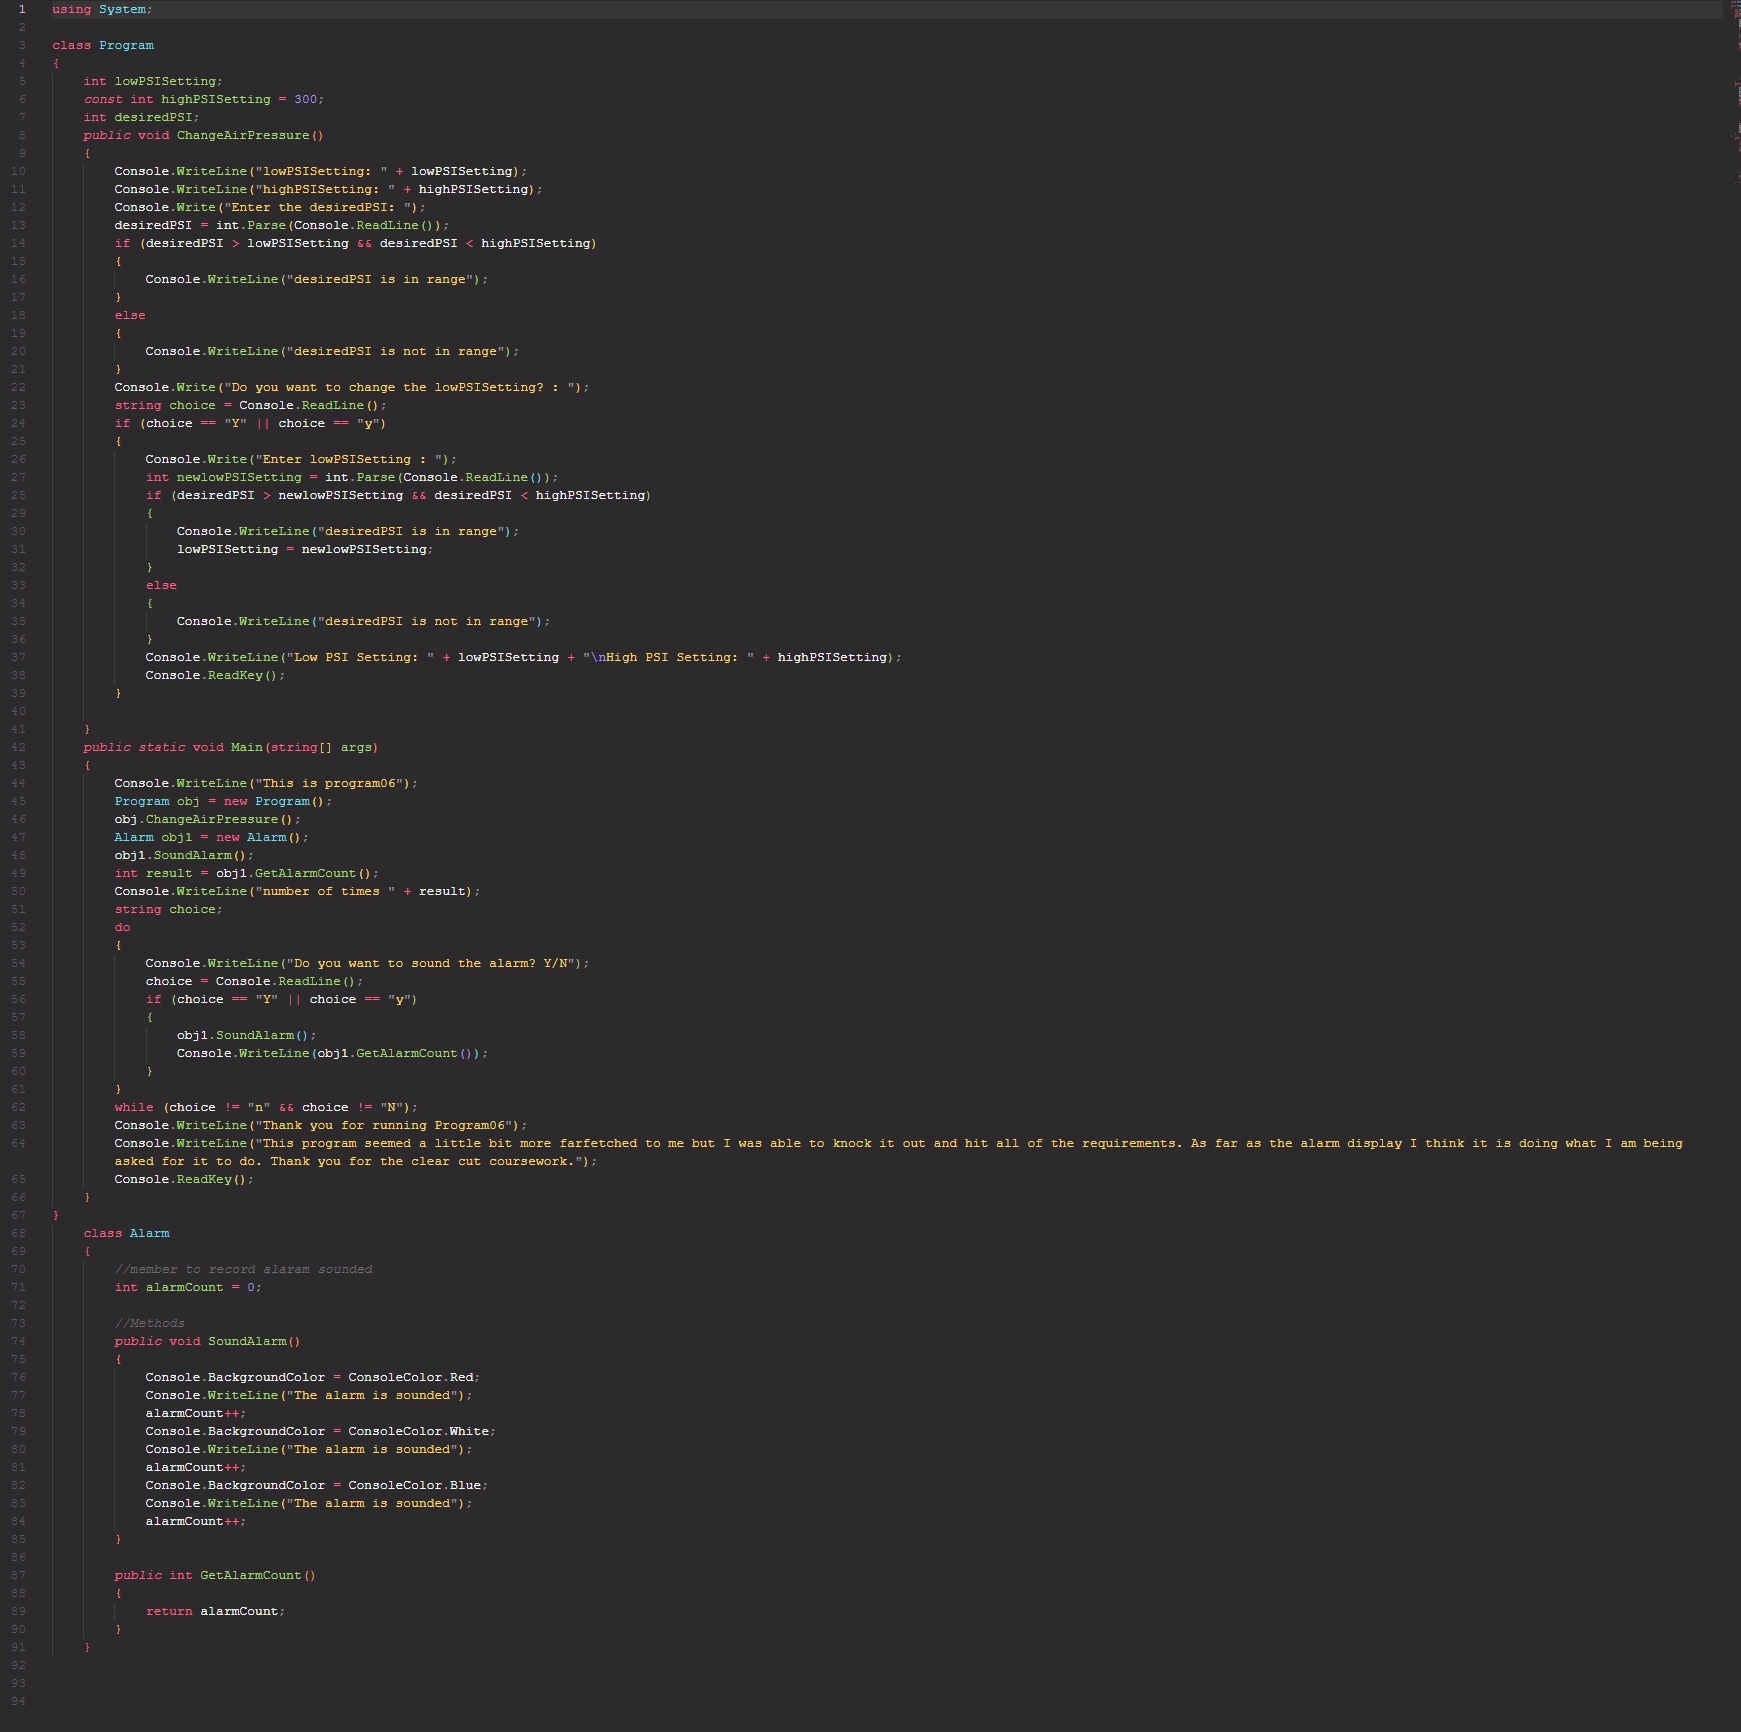 1 using System;
2
3 class Program
4 {
5     int lowPSISetting;
6     const int highPSISetting = 300;
7     int desiredPSI;
8     public void ChangeAirPressure()
9     {
10         Console.WriteLine("lowPSISetting: " + lowPSISetting);
11         Console.WriteLine("highPSISetting: " + highPSISetting);
12         Console.Write("Enter the desiredPSI: ");
13         desiredPSI = int.Parse(Console.ReadLine());
14         if (desiredPSI > lowPSISetting && desiredPSI < highPSISetting)
15         {
16             Console.WriteLine("desiredPSI is in range");
17         }
18         else
19         {
20             Console.WriteLine("desiredPSI is not in range");
21         }
22         Console.Write("Do you want to change the lowPSISetting? : ");
23         string choice = Console.ReadLine();
24         if (choice == "Y" || choice == "y")
25         {
26             Console.Write("Enter lowPSISetting : ");
27             int newlowPSISetting = int.Parse(Console.ReadLine());
28             if (desiredPSI > newlowPSISetting && desiredPSI < highPSISetting)
29             {
30                 Console.WriteLine("desiredPSI is in range");
31                 lowPSISetting = newlowPSISetting;
32             }
33             else
34             {
35                 Console.WriteLine("desiredPSI is not in range");
36             }
37             Console.WriteLine("Low PSI Setting: " + lowPSISetting + "\nHigh PSI Setting: " + highPSISetting);
38             Console.ReadKey();
39         }
40
41     }
42     public static void Main(string[] args)
43     {
44         Console.WriteLine("This is program06");
45         Program obj = new Program();
46         obj.ChangeAirPressure();
47         Alarm obj1 = new Alarm();
48         obj1.SoundAlarm();
49         int result = obj1.GetAlarmCount();
50         Console.WriteLine("number of times " + result);
51         string choice;
52         do
53         {
54             Console.WriteLine("Do you want to sound the alarm? Y/N");
55             choice = Console.ReadLine();
56             if (choice == "Y" || choice == "y")
57             {
58                 obj1.SoundAlarm();
59                 Console.WriteLine(obj1.GetAlarmCount());
60             }
61         }
62         while (choice != "n" && choice != "N");
63         Console.WriteLine("Thank you for running Program06");
64         Console.WriteLine("This program seemed a little bit more farfetched to me but I was able to knock it out and hit all of the requirements. As far as the alarm display I think it is doing what I am being
asked for it to do. Thank you for the clear cut coursework.");
65         Console.ReadKey();
66     }
67 }
68     class Alarm
69     {
70         //member to record alaram sounded
71         int alarmCount = 0;
72
73         //Methods
74         public void SoundAlarm()
75         {
76             Console.BackgroundColor = ConsoleColor.Red;
77             Console.WriteLine("The alarm is sounded");
78             alarmCount++;
79             Console.BackgroundColor = ConsoleColor.White;
80             Console.WriteLine("The alarm is sounded");
81             alarmCount++;
82             Console.BackgroundColor = ConsoleColor.Blue;
83             Console.WriteLine("The alarm is sounded");
84             alarmCount++;
85         }
86
87         public int GetAlarmCount()
88         {
89             return alarmCount;
90         }
91     }
92
93
94